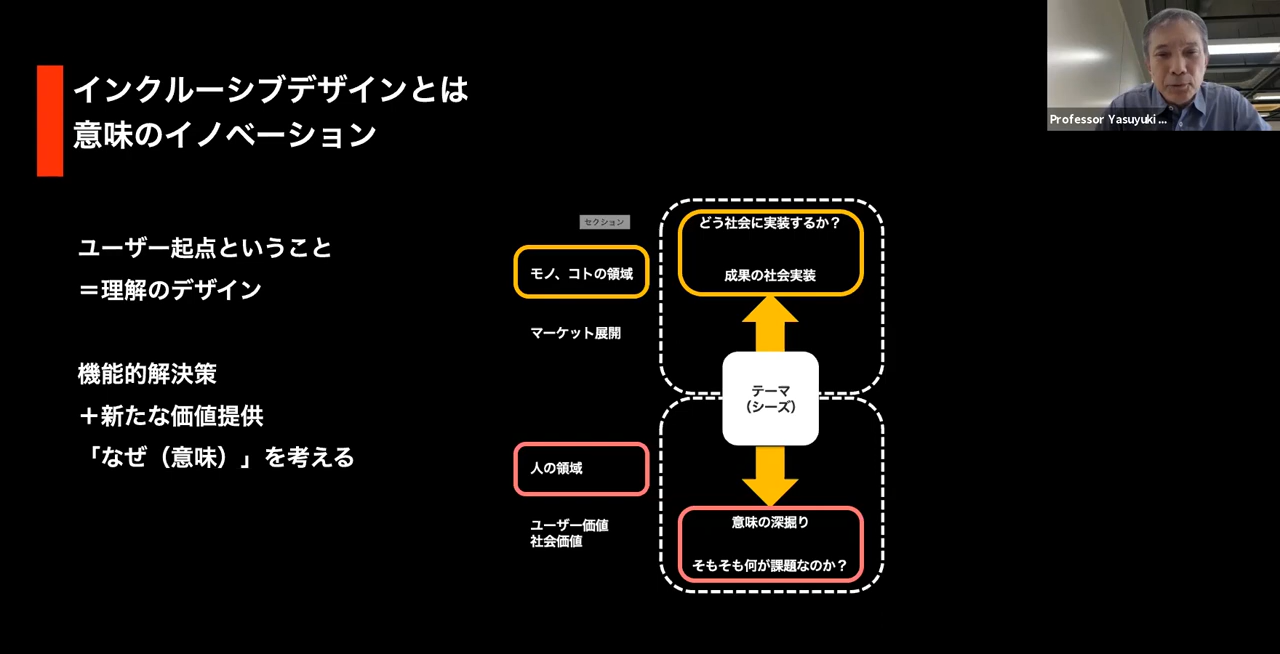 インクルーシブデザインとは
意味のイノベーション
Professor Yasuyuki ...
ユーザー起点ということ
＝理解のデザイン
機能的解決策
＋新たな価値提供
「なぜ（意味）」を考える
セクション
モノ、コトの領域
マーケット展開
人の領域
ユーザー価値
社会価値
どう社会に実装するか？
成果の社会実装
テーマ
（シーズ）
意味の深掘り
そもそも何が課題なのか？